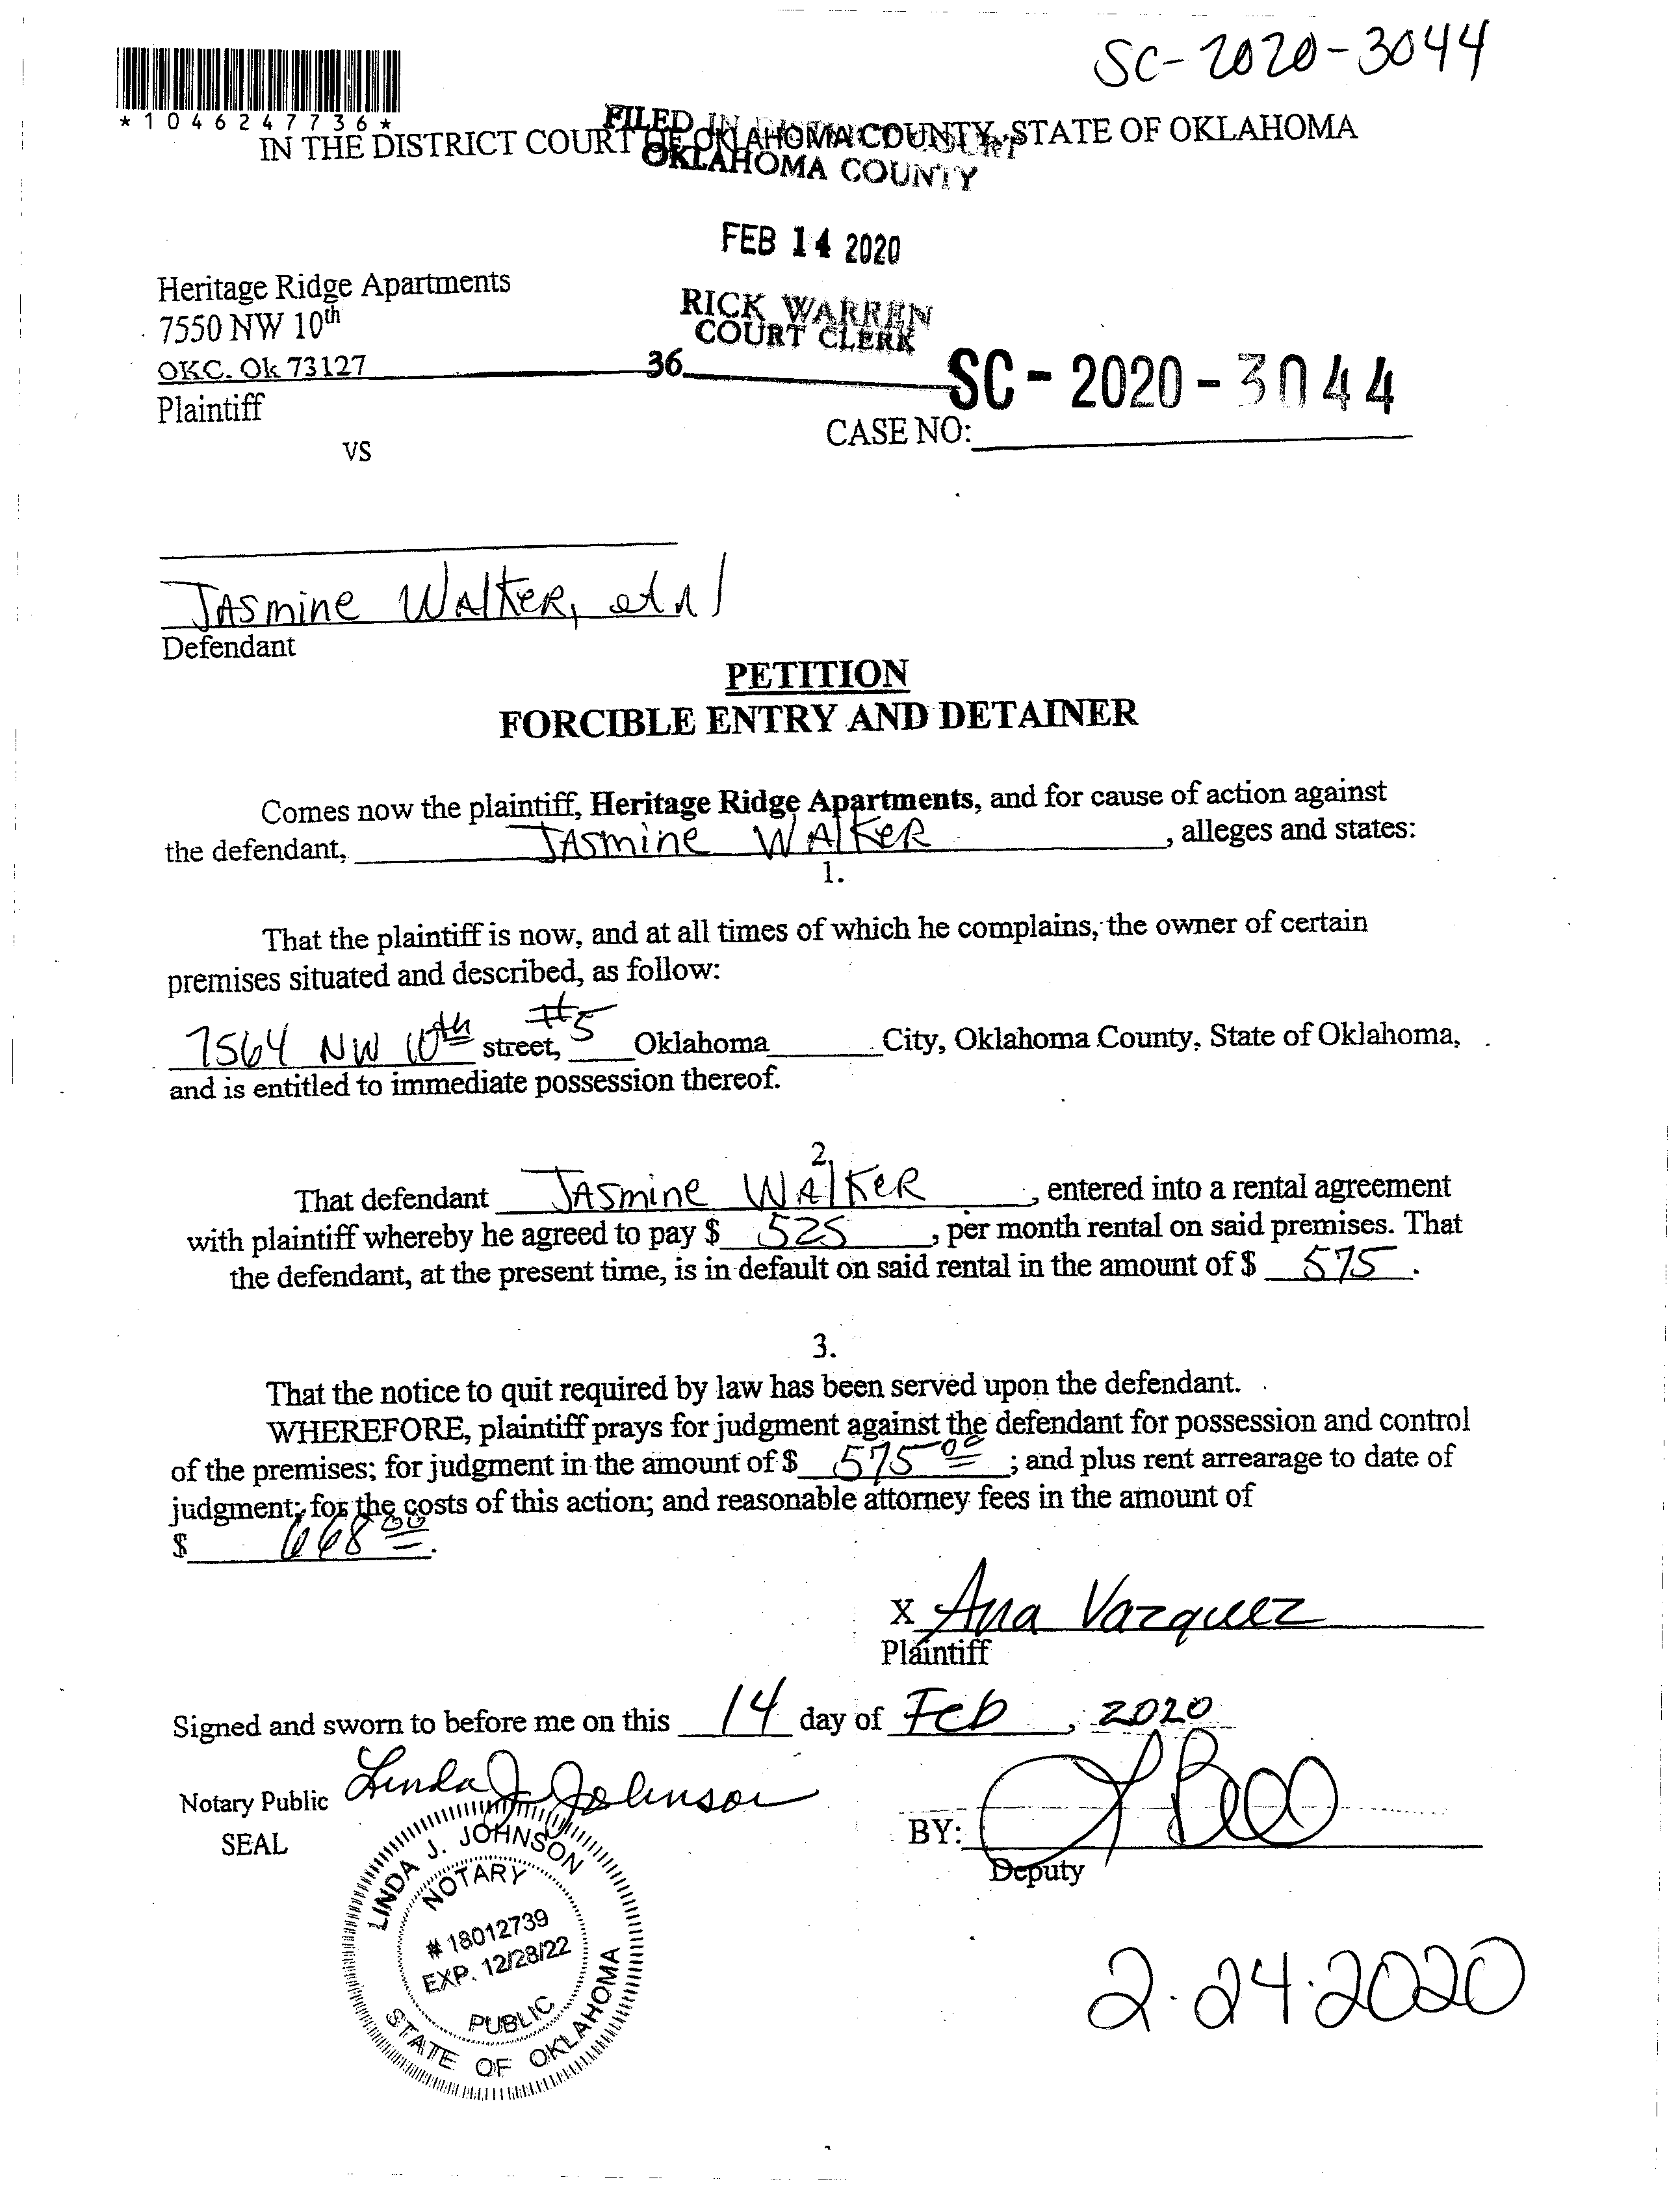 SC-2020-3044
*1046247736*
IN THE DISTRICT COURT OF OKLAHOMA COUNTY, STATE OF OKLAHOMA
FILED IN DISTRICT COURT
OKLAHOMA COUNTY
FEB 14 2020
RICK WARREN
COURT CLERK
36
Heritage Ridge Apartments
7550 NW 10th
OKC. Ok 73127
Plaintiff
SC-2020-3044
CASE NO:
VS
JASmine WAlKER, etAl
Defendant
PETITION
FORCIBLE ENTRY AND DETAINER
Comes now the plaintiff, Heritage Ridge Apartments, and for cause of action against
the defendant, JASmine WAlKeR, alleges and states:
1.
That the plaintiff is now, and at all times of which he complains, the owner of certain
premises situated and described, as follow:
7564 NW 10th street, #5 Oklahoma City, Oklahoma County, State of Oklahoma,
and is entitled to immediate possession thereof.
2.
That defendant JASmine WAlKeR, entered into a rental agreement
with plaintiff whereby he agreed to pay $ 525, per month rental on said premises. That
the defendant, at the present time, is in default on said rental in the amount of $ 575.
3.
That the notice to quit required by law has been served upon the defendant.
WHEREFORE, plaintiff prays for judgment against the defendant for possession and control
of the premises; for judgment in the amount of $ 575 00; and plus rent arrearage to date of
judgment; for the costs of this action; and reasonable attorney fees in the amount of
$ 668 00.
X Ana Vazquez
Plaintiff
Signed and sworn to before me on this 14 day of Feb, 2020
Notary Public Linda J Johnson
SEAL
BY:
Deputy
LINDA J. JOHNSON
NOTARY
# 18012739
EXP. 12/28/22
PUBLIC
STATE OF OKLAHOMA
2.24.2020